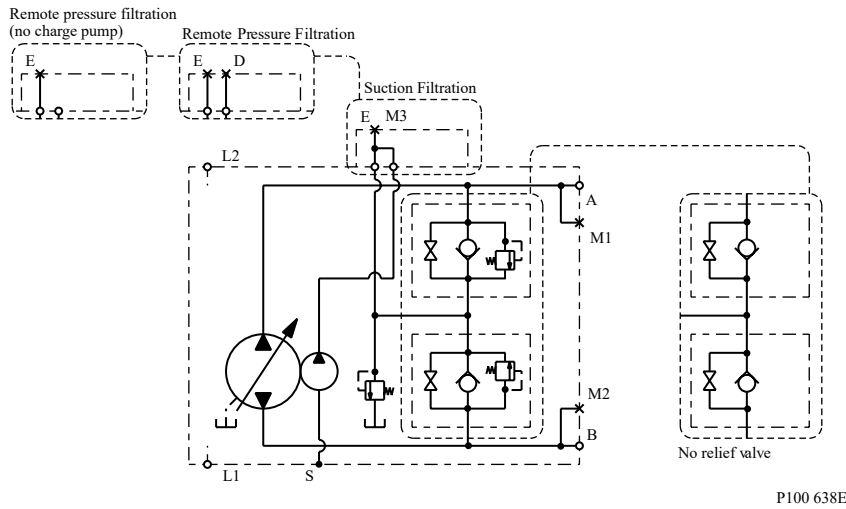 Remote pressure filtration
(no charge pump)
Remote Pressure Filtration
E
E D
Suction Filtration
E M3
L2
A
M1
M2
B
No relief valve
L1 S
P100 638E